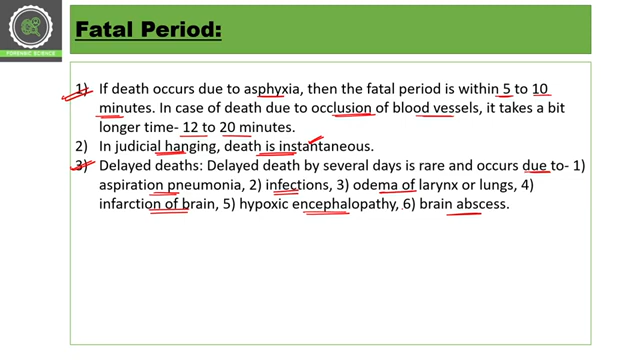 FORENSIC SCIENCE
Fatal Period:
1) If death occurs due to asphyxia, then the fatal period is within 5 to 10
minutes. In case of death due to occlusion of blood vessels, it takes a bit
longer time- 12 to 20 minutes.
2) In judicial hanging, death is instantaneous.
3) Delayed deaths: Delayed death by several days is rare and occurs due to- 1)
aspiration pneumonia, 2) infections, 3) odema of larynx or lungs, 4)
infarction of brain, 5) hypoxic encephalopathy, 6) brain abscess.